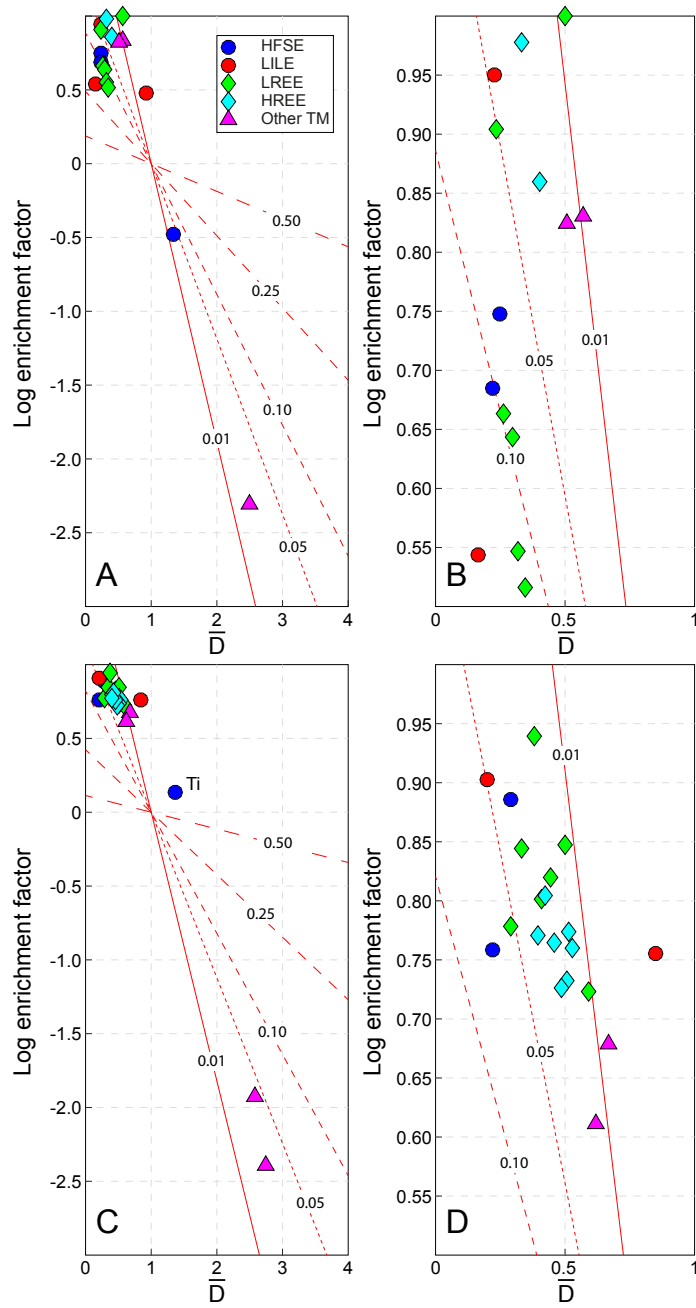 0.5
0
-0.5
-1.0
-1.5
-2.0
-2.5
Log enrichment factor
HFSE
LILE
LREE
HREE
Other TM
0.50
0.25
0.10
0.01
0.05
A
0 1 2 3 4
D̅
0.95
0.90
0.85
0.80
0.75
0.70
0.65
0.60
0.55
Log enrichment factor
0.01
0.05
0.10
B
0 0.5 1
D̅
0.5
0
-0.5
-1.0
-1.5
-2.0
-2.5
Log enrichment factor
Ti
0.50
0.25
0.10
0.01
0.05
C
0 1 2 3 4
D̅
0.95
0.90
0.85
0.80
0.75
0.70
0.65
0.60
0.55
Log enrichment factor
0.01
0.05
0.10
D
0 0.5 1
D̅